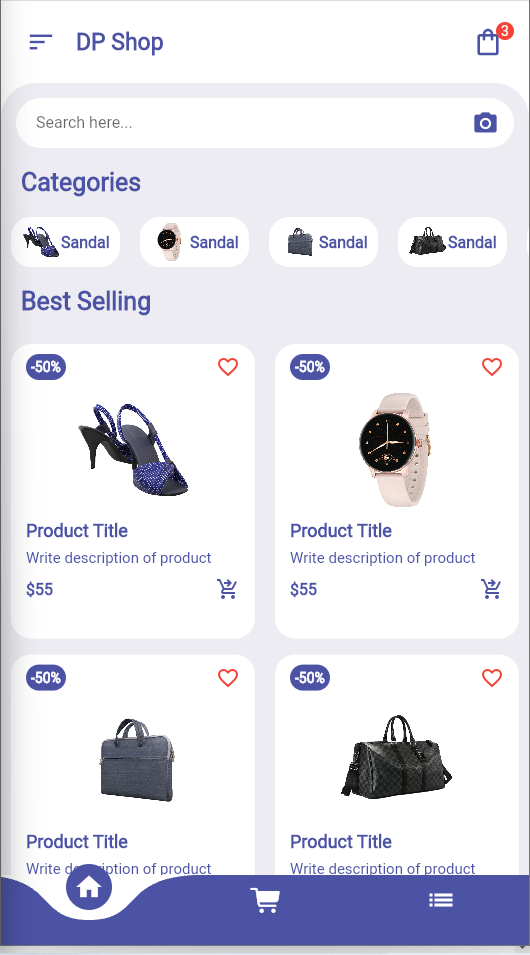 DP Shop 3
Search here...
Categories
Sandal Sandal Sandal Sandal
Best Selling
-50% -50%
Product Title Product Title
Write description of product Write description of product
$55 $55
-50% -50%
Product Title Product Title
Write description of product Write description of product